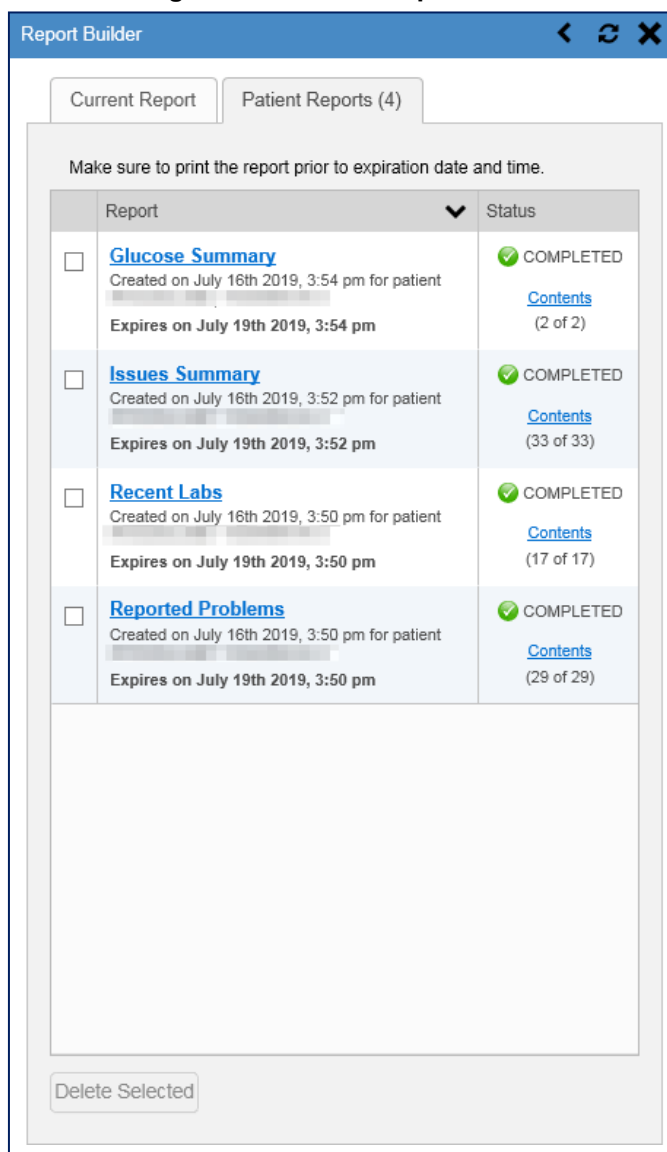 Report Builder
Current Report
Patient Reports (4)
Make sure to print the report prior to expiration date and time.
Report
Status
Glucose Summary
Created on July 16th 2019, 3:54 pm for patient
Expires on July 19th 2019, 3:54 pm
COMPLETED
Contents
(2 of 2)
Issues Summary
Created on July 16th 2019, 3:52 pm for patient
Expires on July 19th 2019, 3:52 pm
COMPLETED
Contents
(33 of 33)
Recent Labs
Created on July 16th 2019, 3:50 pm for patient
Expires on July 19th 2019, 3:50 pm
COMPLETED
Contents
(17 of 17)
Reported Problems
Created on July 16th 2019, 3:50 pm for patient
Expires on July 19th 2019, 3:50 pm
COMPLETED
Contents
(29 of 29)
Delete Selected